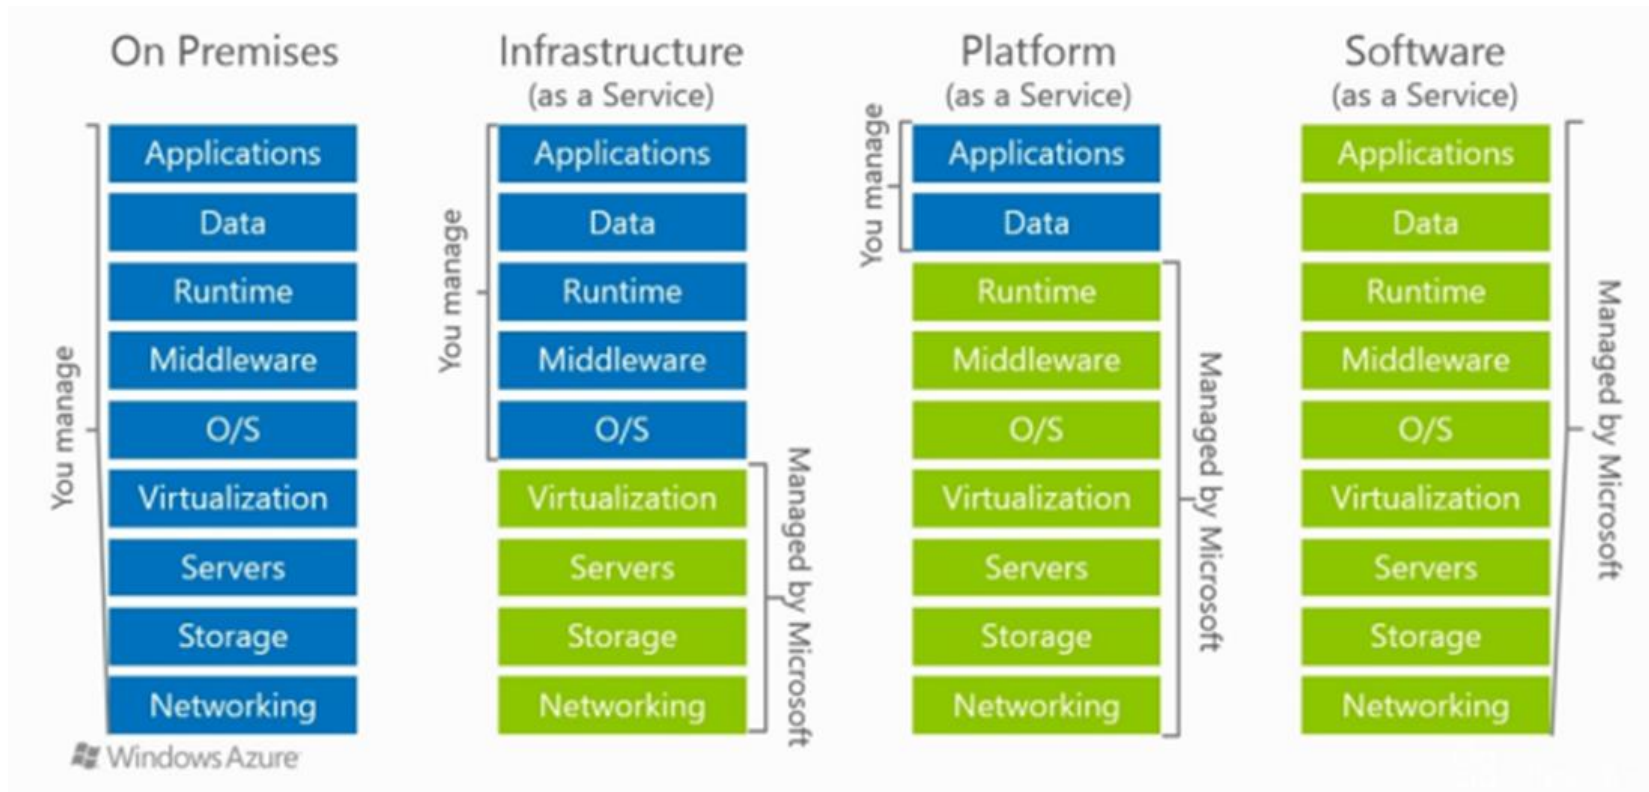 On Premises
Applications
Data
Runtime
Middleware
O/S
Virtualization
Servers
Storage
Networking
You manage
Windows Azure
Infrastructure
(as a Service)
Applications
Data
Runtime
Middleware
O/S
Virtualization
Servers
Storage
Networking
You manage
Managed by Microsoft
Platform
(as a Service)
Applications
Data
Runtime
Middleware
O/S
Virtualization
Servers
Storage
Networking
You manage
Managed by Microsoft
Software
(as a Service)
Applications
Data
Runtime
Middleware
O/S
Virtualization
Servers
Storage
Networking
Managed by Microsoft